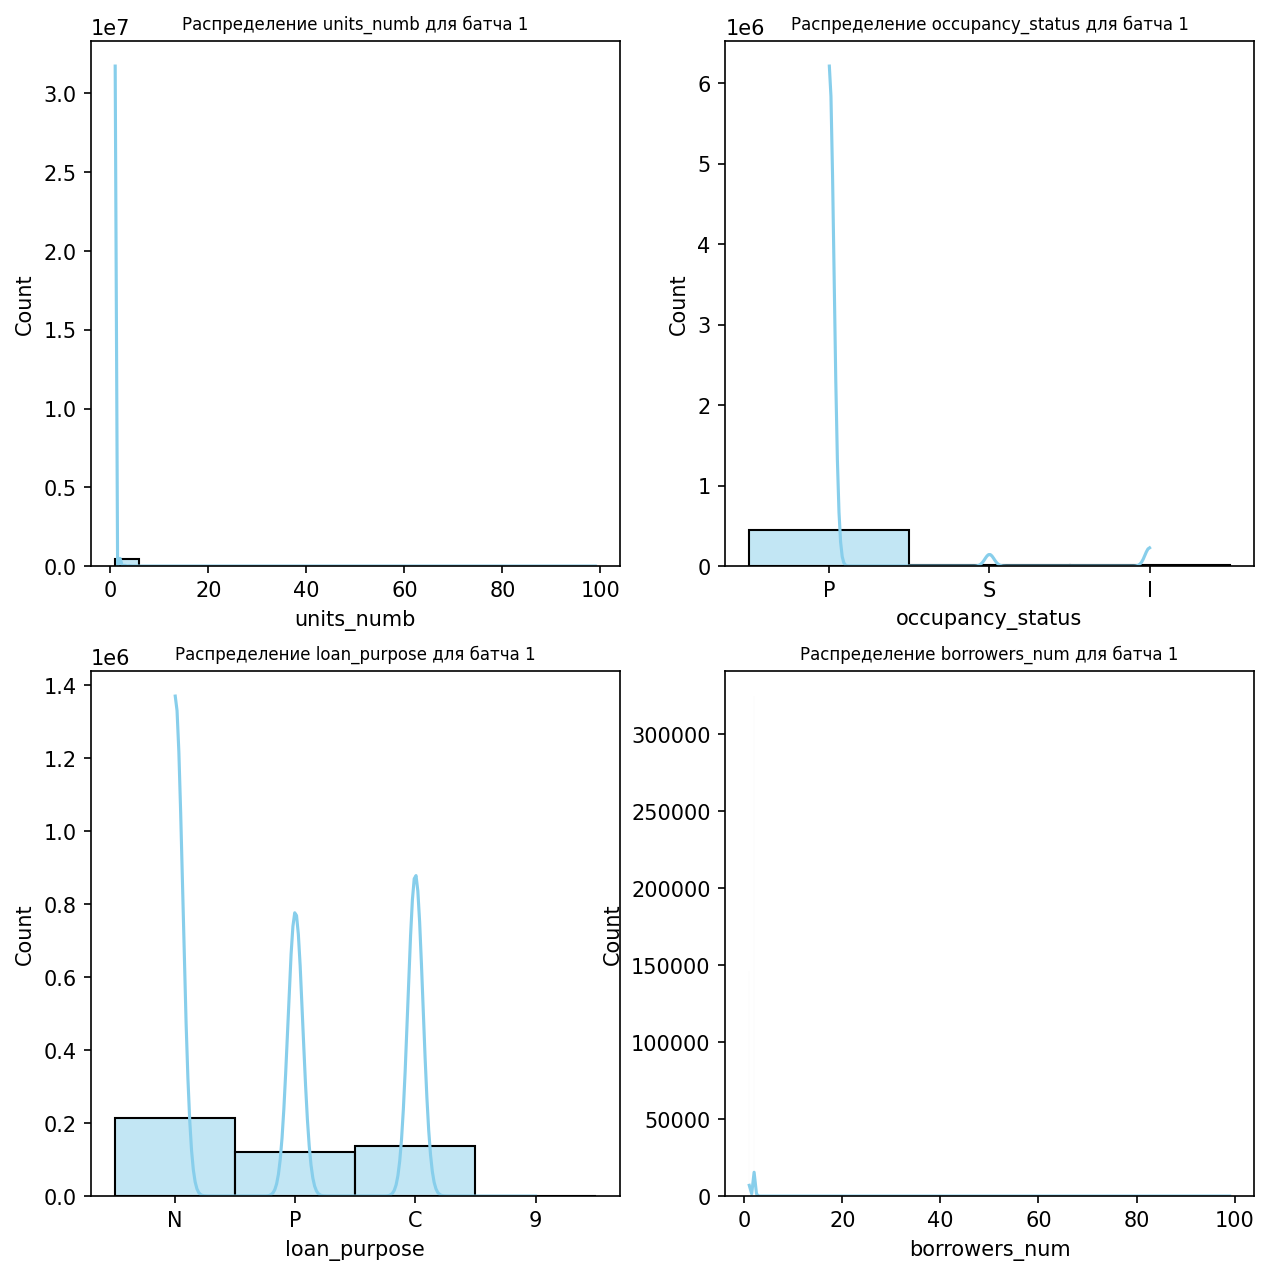 Распределение units_numb для батча 1
1e7
3.0
2.5
2.0
1.5
1.0
0.5
0.0
Count
0 20 40 60 80 100
units_numb
Распределение occupancy_status для батча 1
1e6
6
5
4
3
2
1
0
Count
P S I
occupancy_status
Распределение loan_purpose для батча 1
1e6
1.4
1.2
1.0
0.8
0.6
0.4
0.2
0.0
Count
N P C 9
loan_purpose
Распределение borrowers_num для батча 1
300000
250000
200000
150000
100000
50000
0
Count
0 20 40 60 80 100
borrowers_num